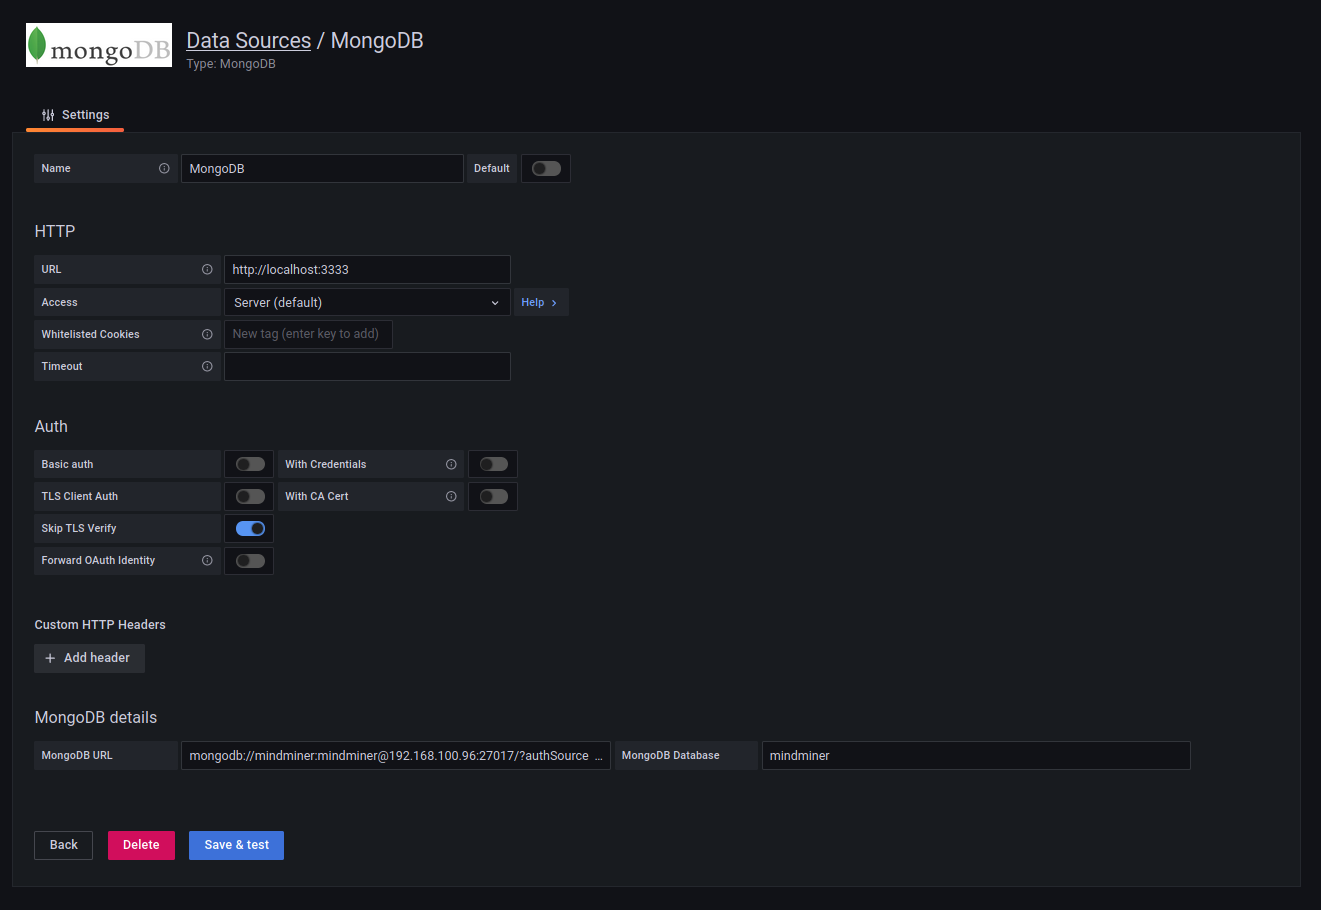 mongoDB
Data Sources / MongoDB
Type: MongoDB
Settings
Name MongoDB Default
HTTP
URL http://localhost:3333
Access Server (default) Help
Whitelisted Cookies New tag (enter key to add)
Timeout
Auth
Basic auth With Credentials
TLS Client Auth With CA Cert
Skip TLS Verify
Forward OAuth Identity
Custom HTTP Headers
+ Add header
MongoDB details
MongoDB URL mongodb://mindminer:mindminer@192.168.100.96:27017/?authSource ... MongoDB Database mindminer
Back Delete Save & test